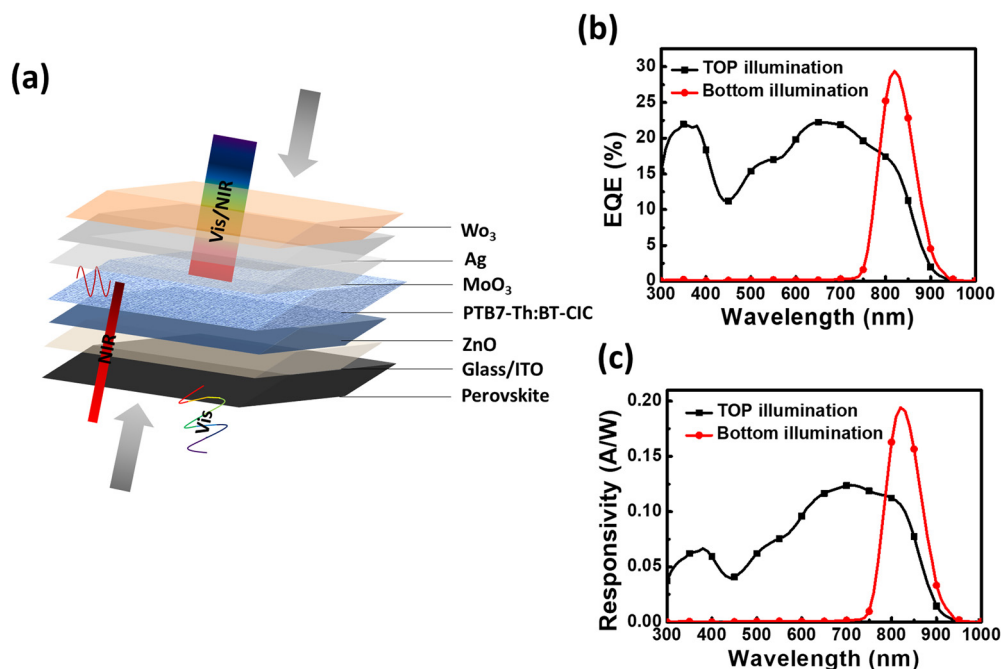 (a)
Vis/NIR
Wo3
Ag
MoO3
PTB7-Th:BT-CIC
ZnO
Glass/ITO
Perovskite
NIR
Vis
(b)
TOP illumination
Bottom illumination
EQE (%)
30
25
20
15
10
5
0
300 400 500 600 700 800 900 1000
Wavelength (nm)
(c)
TOP illumination
Bottom illumination
Responsivity (A/W)
0.20
0.15
0.10
0.05
0.00
300 400 500 600 700 800 900 1000
Wavelength (nm)